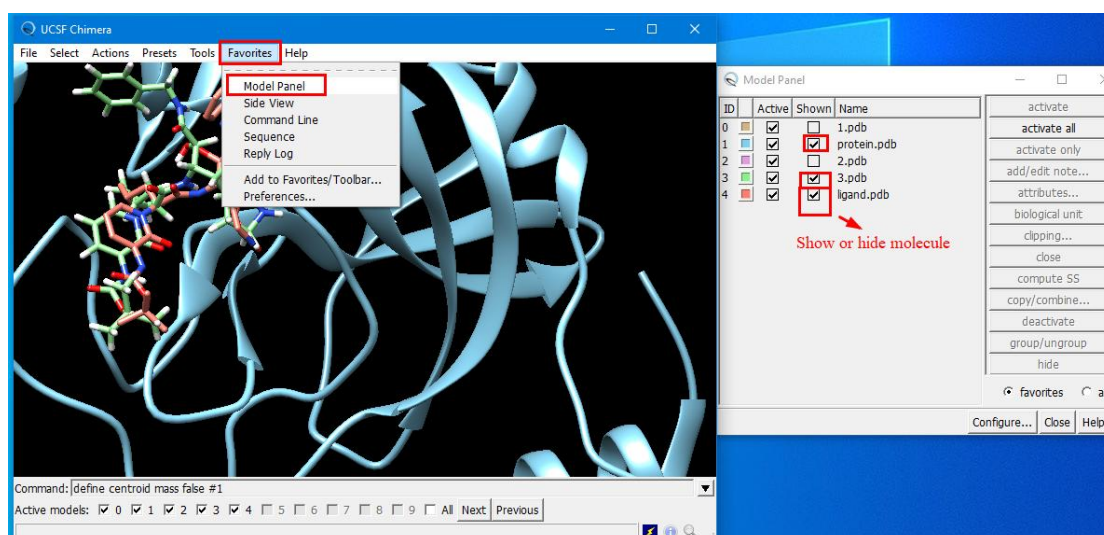 UCSF Chimera
File Select Actions Presets Tools Favorites Help
Model Panel
Side View
Command Line
Sequence
Reply Log
Add to Favorites/Toolbar...
Preferences...
Command: define centroid mass false #1
Active models: 0 1 2 3 4 5 6 7 8 9 All Next Previous
Model Panel
ID Active Shown Name
0 1.pdb
1 protein.pdb
2 2.pdb
3 3.pdb
4 ligand.pdb
Show or hide molecule
activate
activate all
activate only
add/edit note...
attributes...
biological unit
clipping...
close
compute SS
copy/combine...
deactivate
group/ungroup
hide
favorites a
Configure... Close Help